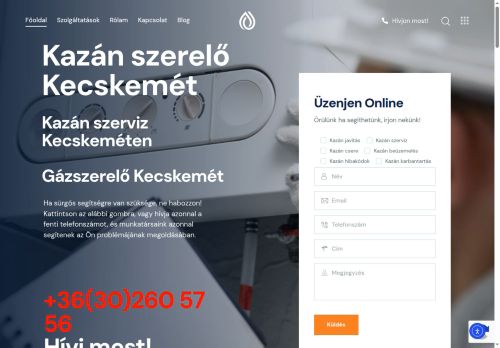 Főoldal Szolgáltatások Rólam Kapcsolat Blog Hívjon most!
Kazán szerelő
Kecskemét
Kazán szerviz
Kecskeméten
Gázszerelő Kecskemét
Ha sürgős segítségre van szüksége, ne habozzon!
Kattintson az alábbi gombra, vagy hívja azonnal a
fenti telefonszámot, és munkatársaink azonnal
segítenek az Ön problémájának megoldásában.
+36(30)260 57
56
Hívj most!
Üzenjen Online
Örülünk ha segíthetünk, írjon nekünk!
Kazán javítás Kazán szerviz
Kazán csere Kazán beüzemelés
Kazán hibakódok Kazán karbantartás
Név
Email
Telefonszám
Cím
Megjegyzés
Küldés